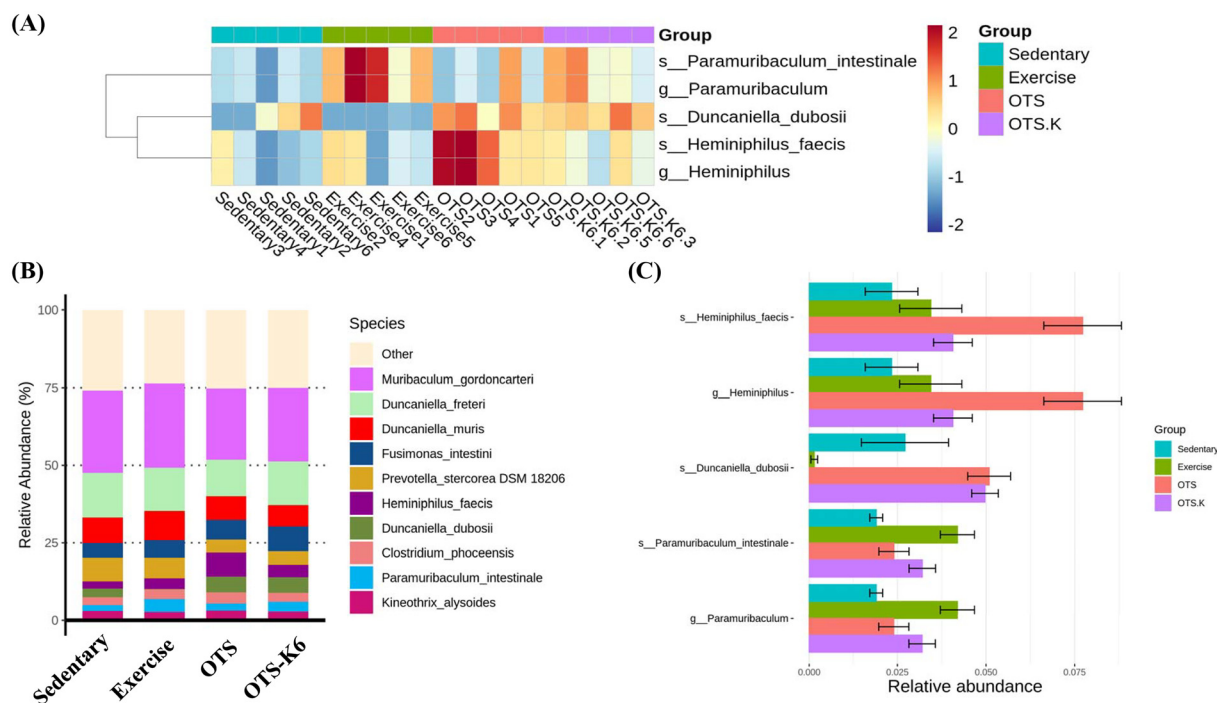 (A)
Group
s__Paramuribaculum_intestinale
g__Paramuribaculum
s__Duncaniella_dubosii
s__Heminiphilus_faecis
g__Heminiphilus
Sedentary3
Sedentary4
Sedentary1
Sedentary2
Sedentary6
Exercise2
Exercise4
Exercise1
Exercise6
Exercise5
OTS2
OTS3
OTS4
OTS1
OTS5
OTS.K6.1
OTS.K6.2
OTS.K6.5
OTS.K6.6
OTS.K6.3
2
1
0
-1
-2
Group
Sedentary
Exercise
OTS
OTS.K
(B)
Relative Abundance (%)
100
75
50
25
0
Sedentary
Exercise
OTS
OTS-K6
Species
Other
Muribaculum_gordoncarteri
Duncaniella_freteri
Duncaniella_muris
Fusimonas_intestini
Prevotella_stercorea DSM 18206
Heminiphilus_faecis
Duncaniella_dubosii
Clostridium_phoceensis
Paramuribaculum_intestinale
Kineothrix_alysoides
(C)
s__Heminiphilus_faecis
g__Heminiphilus
s__Duncaniella_dubosii
s__Paramuribaculum_intestinale
g__Paramuribaculum
0.000
0.025
0.050
0.075
Relative abundance
Group
Sedentary
Exercise
OTS
OTS.K